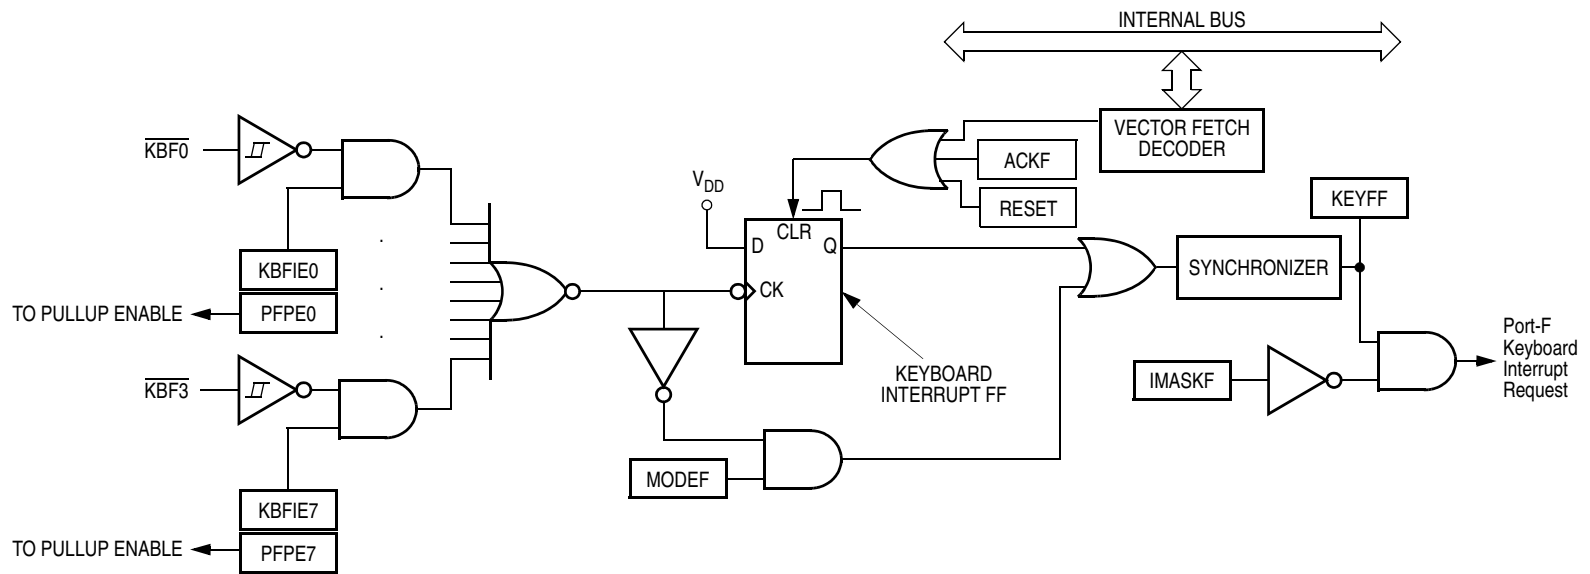 INTERNAL BUS
VECTOR FETCH
DECODER
ACKF
RESET
KBF0
KBFIE0
PFPE0
TO PULLUP ENABLE
KBF3
KBFIE7
PFPE7
TO PULLUP ENABLE
VDD
D
CLR
Q
CK
KEYBOARD
INTERRUPT FF
MODEF
SYNCHRONIZER
KEYFF
IMASKF
Port-F
Keyboard
Interrupt
Request